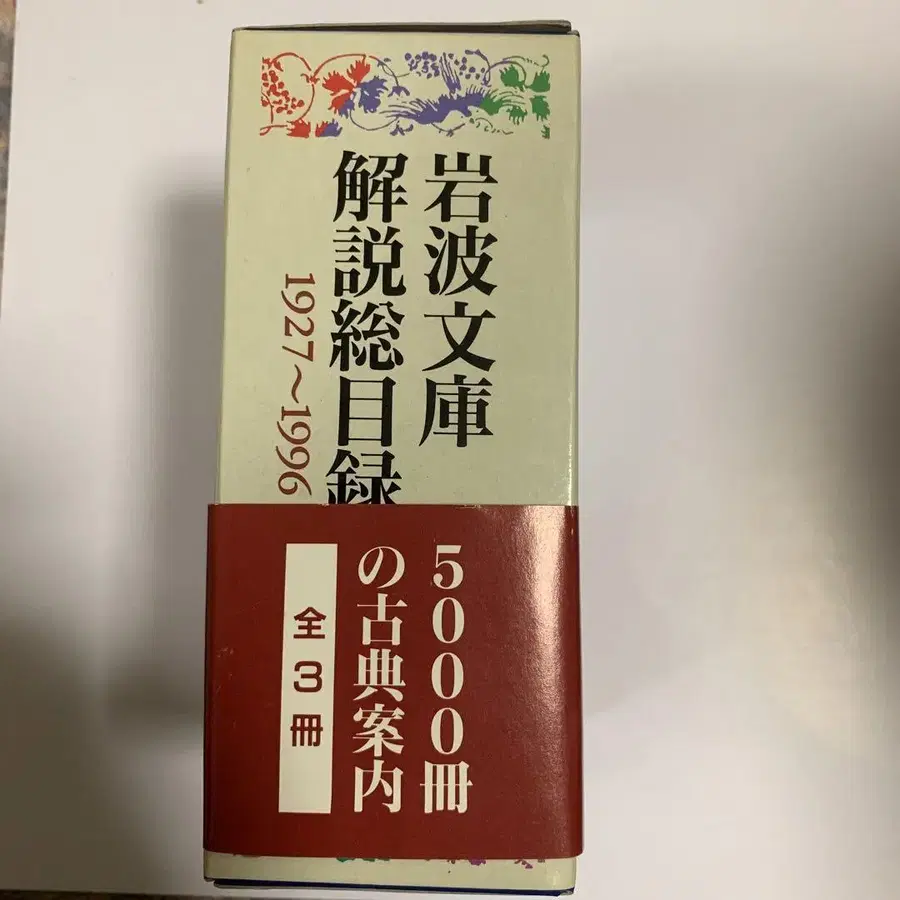 岩波文庫
解説総目録
1927〜1996
5000冊
の古典案内
全3冊